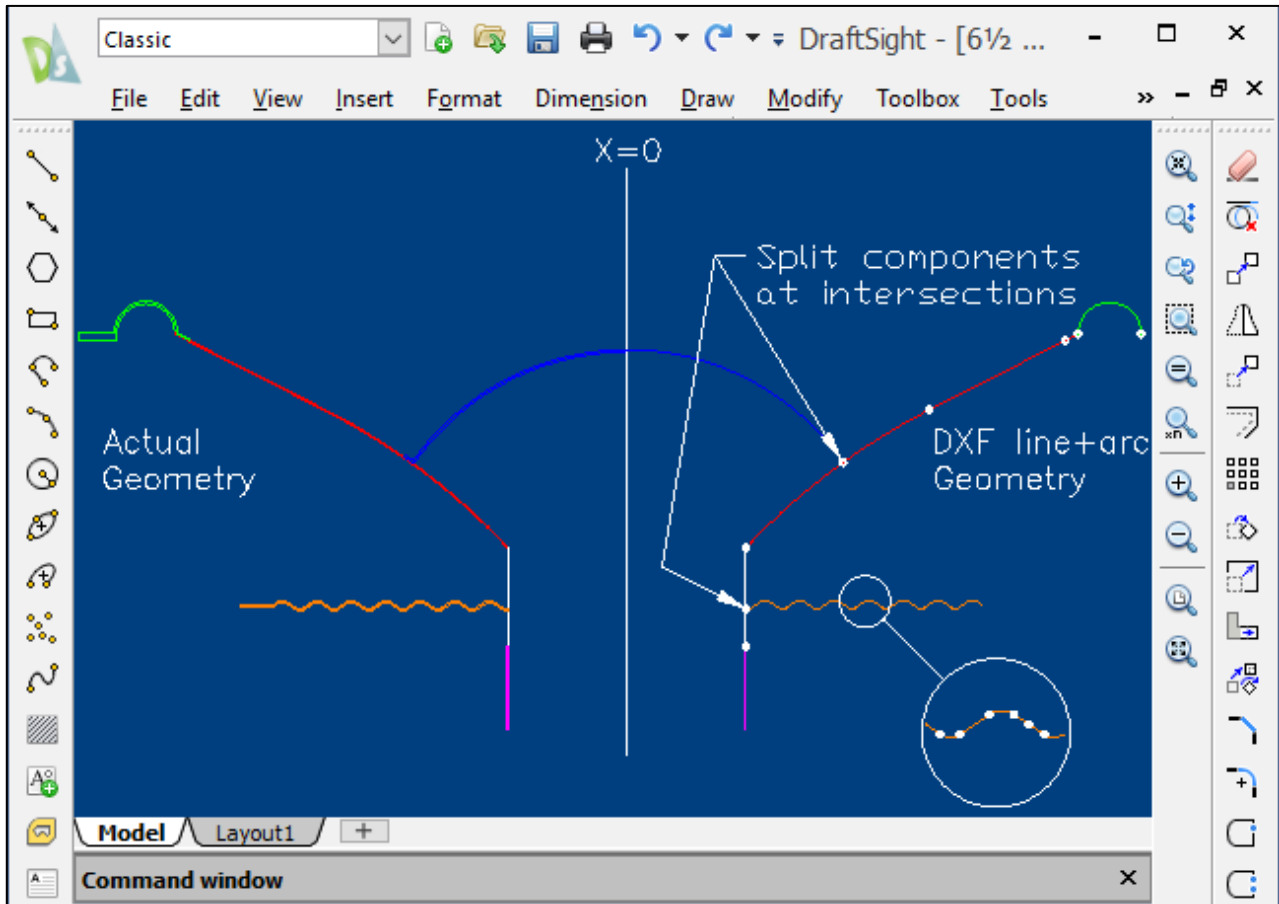 DS
Classic
DraftSight - [6½ ...
File Edit View Insert Format Dimension Draw Modify Toolbox Tools »
X=0
Split components
at intersections
Actual
Geometry
DXF line+arc
Geometry
Model Layout1 +
Command window